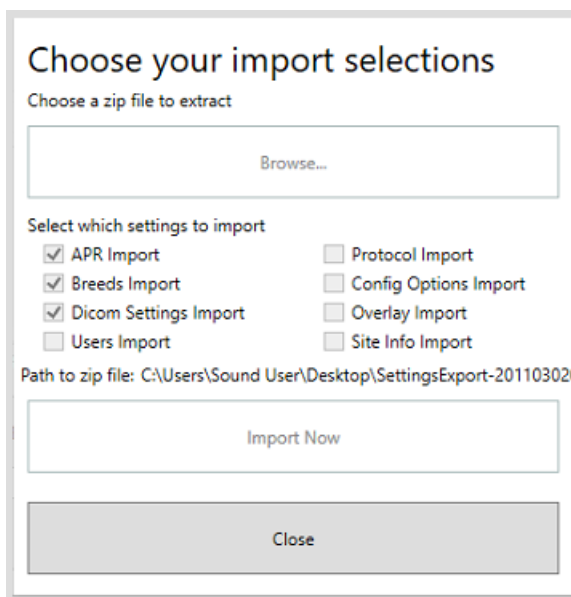 Choose your import selections
Choose a zip file to extract
Browse...
Select which settings to import
APR Import
Protocol Import
Breeds Import
Config Options Import
Dicom Settings Import
Overlay Import
Users Import
Site Info Import
Path to zip file: C:\Users\Sound User\Desktop\SettingsExport-201103020
Import Now
Close